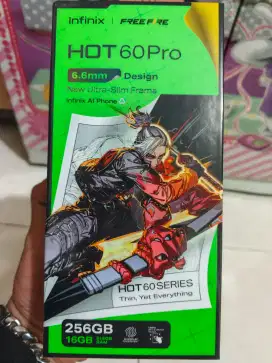 Infinix | FREE FIRE
HOT 60 Pro
6.6mm Design
New Ultra-Slim Frame
Infinix AI Phone
HOT 60 SERIES
Thin, Yet Everything
256GB
16GB